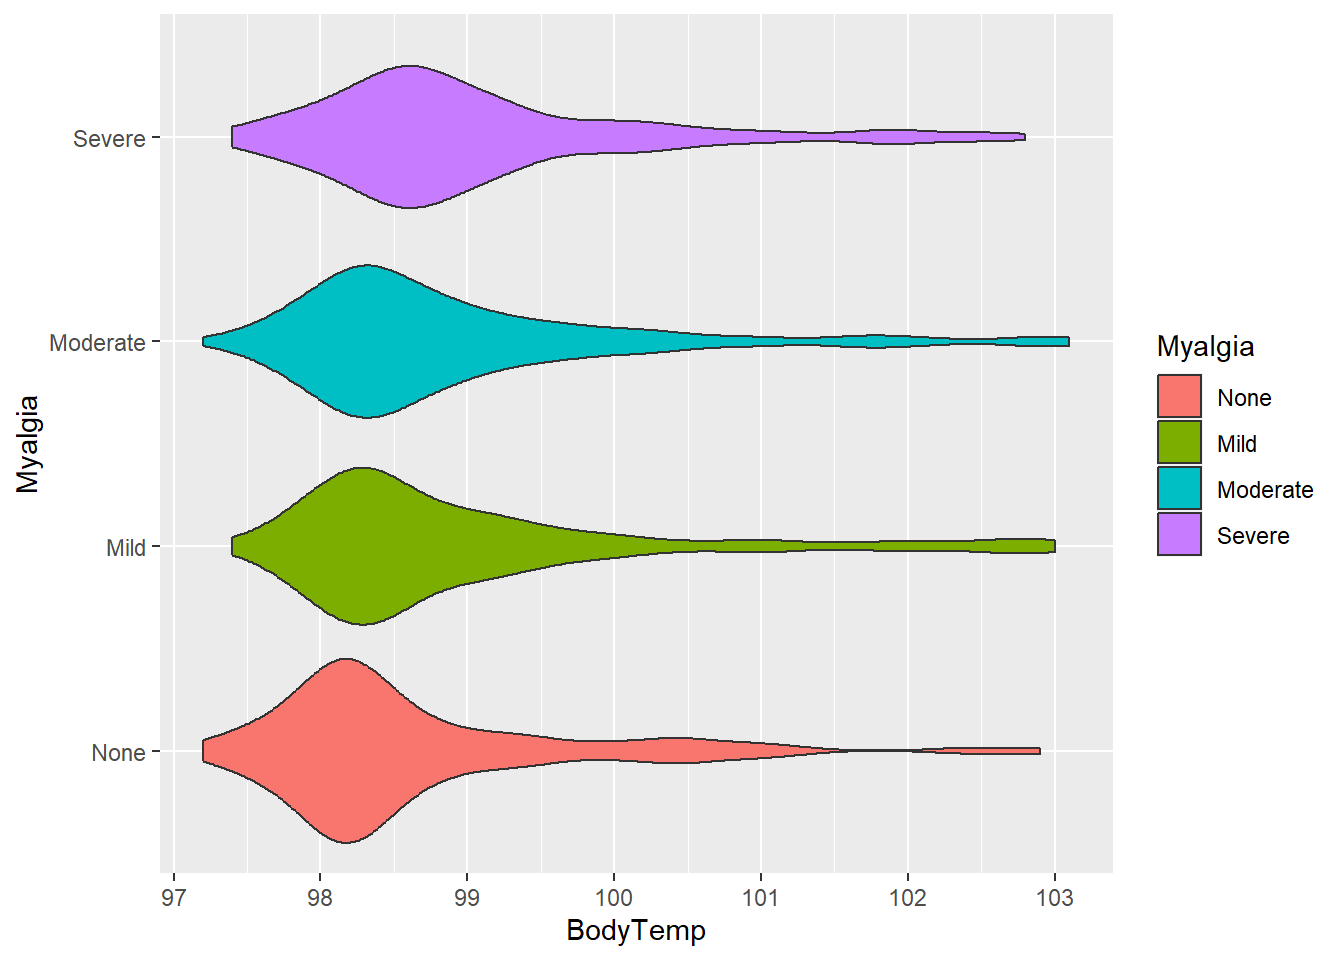 Severe
Moderate
Mild
None
Myalgia
97 98 99 100 101 102 103
BodyTemp
Myalgia
None
Mild
Moderate
Severe